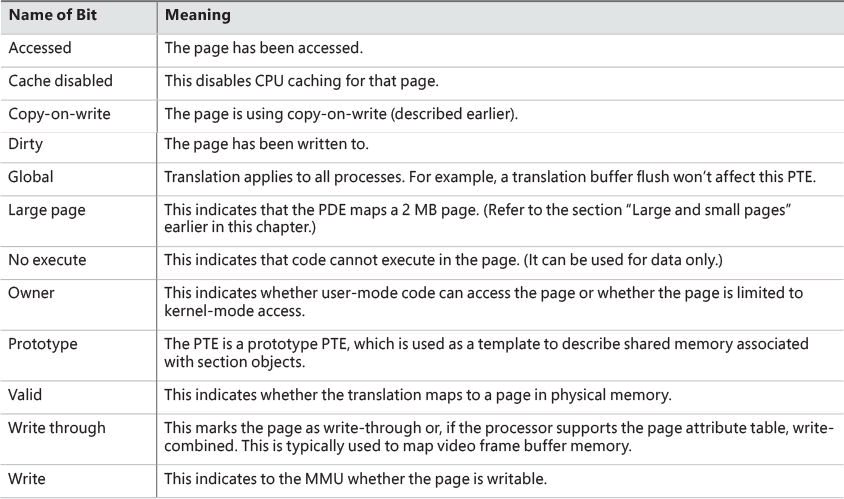 Name of Bit Meaning
Accessed The page has been accessed.
Cache disabled This disables CPU caching for that page.
Copy-on-write The page is using copy-on-write (described earlier).
Dirty The page has been written to.
Global Translation applies to all processes. For example, a translation buffer flush won’t affect this PTE.
Large page This indicates that the PDE maps a 2 MB page. (Refer to the section “Large and small pages”
earlier in this chapter.)
No execute This indicates that code cannot execute in the page. (It can be used for data only.)
Owner This indicates whether user-mode code can access the page or whether the page is limited to
kernel-mode access.
Prototype The PTE is a prototype PTE, which is used as a template to describe shared memory associated
with section objects.
Valid This indicates whether the translation maps to a page in physical memory.
Write through This marks the page as write-through or, if the processor supports the page attribute table, write-
combined. This is typically used to map video frame buffer memory.
Write This indicates to the MMU whether the page is writable.